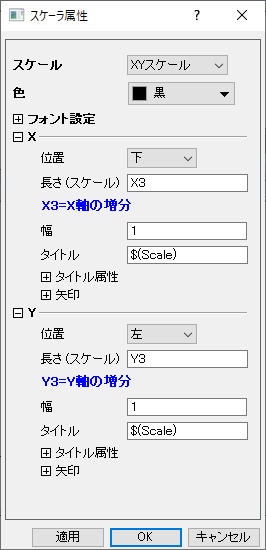 スケーラ属性
スケール XYスケール
色 黒
フォント設定
X
位置 下
長さ(スケール) X3
X3=X軸の増分
幅 1
タイトル $(Scale)
タイトル属性
矢印
Y
位置 左
長さ(スケール) Y3
Y3=Y軸の増分
幅 1
タイトル $(Scale)
タイトル属性
矢印
適用 OK キャンセル